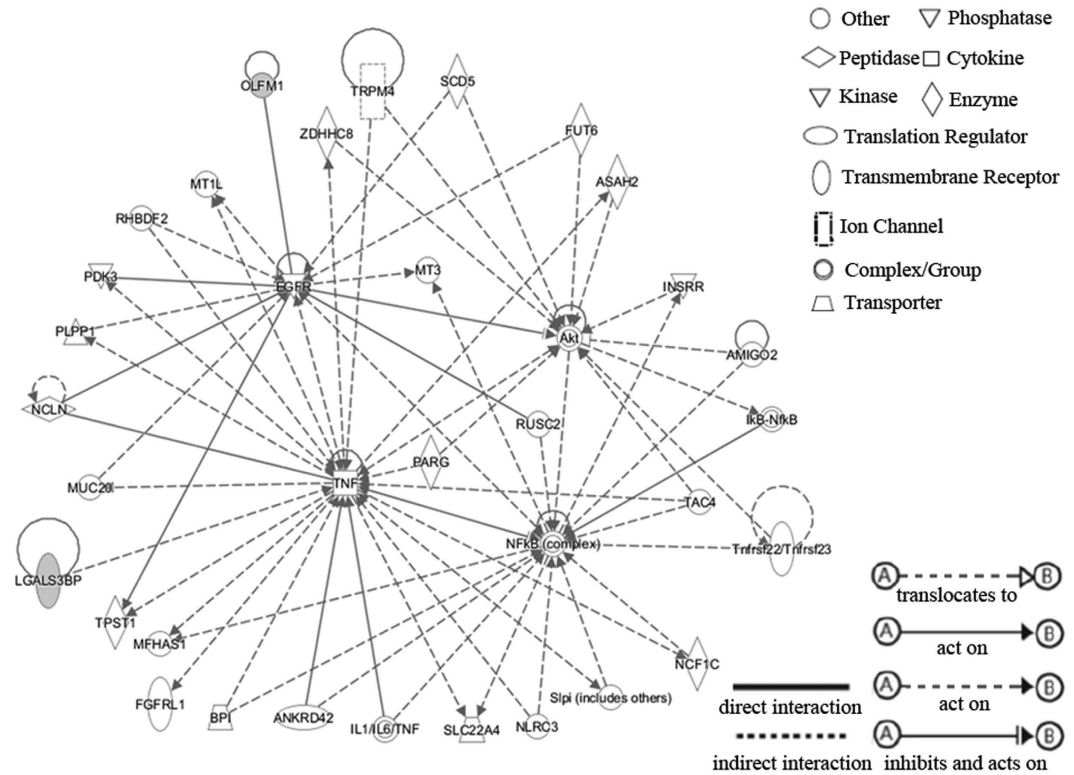 Other
Phosphatase
Peptidase
Cytokine
Kinase
Enzyme
Translation Regulator
Transmembrane Receptor
Ion Channel
Complex/Group
Transporter
OLFM1
TRPM4
SCD5
ZDHHC8
FUT6
ASAH2
MT1L
RHBDF2
PDK3
EGFR
MT3
INSRR
PLPP1
Akt
AMIGO2
NCLN
RUSC2
IkB-NfkB
PARG
MUC20
TNF
TAC4
NFkB (complex)
Tnfrsf22/Tnfrsf23
LGALS3BP
TPST1
MFHAS1
NCF1C
FGFRL1
BPI
ANKRD42
IL1/IL6/TNF
SLC22A4
NLRC3
Slpi (includes others)
A
B
translocates to
A
B
act on
A
B
act on
A
B
inhibits and acts on
direct interaction
indirect interaction